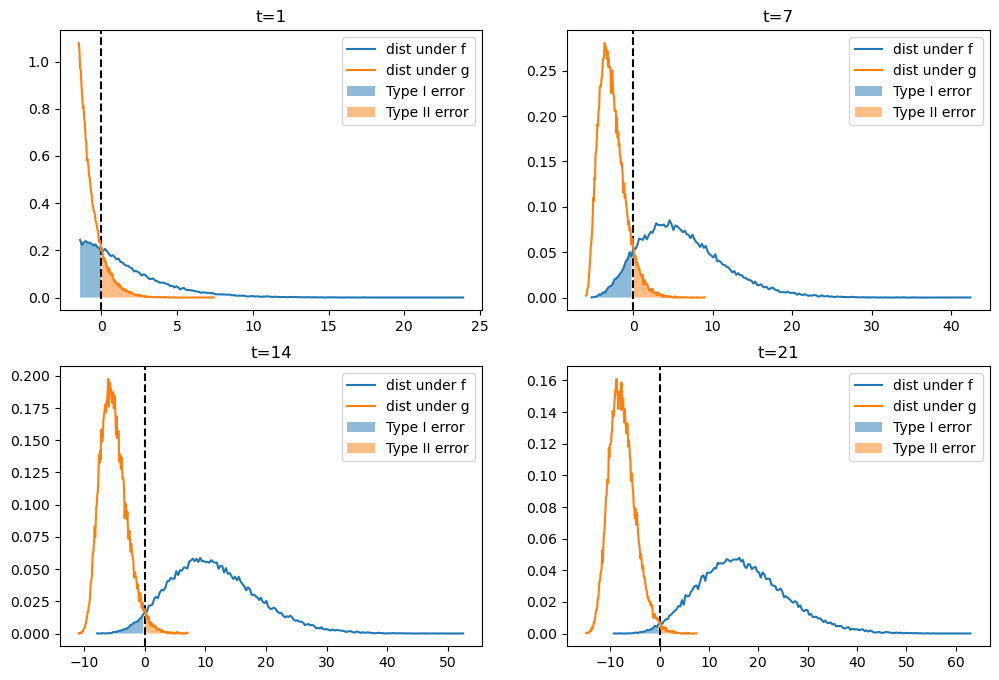 t=1
1.0
0.8
0.6
0.4
0.2
0.0
0
5
10
15
20
25
dist under f
dist under g
Type I error
Type II error
t=7
0.25
0.20
0.15
0.10
0.05
0.00
0
10
20
30
40
dist under f
dist under g
Type I error
Type II error
t=14
0.200
0.175
0.150
0.125
0.100
0.075
0.050
0.025
0.000
−10
0
10
20
30
40
50
dist under f
dist under g
Type I error
Type II error
t=21
0.16
0.14
0.12
0.10
0.08
0.06
0.04
0.02
0.00
−10
0
10
20
30
40
50
60
dist under f
dist under g
Type I error
Type II error